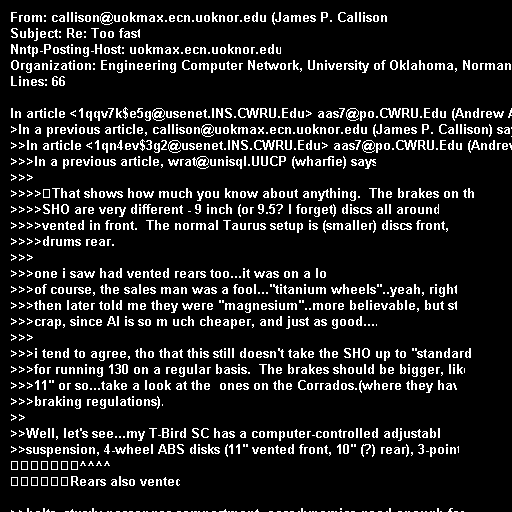 From: callison@uokmax.ecn.uoknor.edu (James P. Callison
Subject: Re: Too fast
Nntp-Posting-Host: uokmax.ecn.uoknor.edu
Organization: Engineering Computer Network, University of Oklahoma, Norman
Lines: 66

In article <1qqv7k$e5g@usenet.INS.CWRU.Edu> aas7@po.CWRU.Edu (Andrew A
>In a previous article, callison@uokmax.ecn.uoknor.edu (James P. Callison) say
>>In article <1qn4ev$3g2@usenet.INS.CWRU.Edu> aas7@po.CWRU.Edu (Andrew
>>>In a previous article, wrat@unisql.UUCP (wharfie) says
>>>
>>>>□That shows how much you know about anything.  The brakes on th
>>>>SHO are very different - 9 inch (or 9.5? I forget) discs all around
>>>>vented in front.  The normal Taurus setup is (smaller) discs front,
>>>>drums rear.
>>>
>>>one i saw had vented rears too...it was on a lo
>>>of course, the sales man was a fool..."titanium wheels"..yeah, right
>>>then later told me they were "magnesium"..more believable, but st
>>>crap, since Al is so m uch cheaper, and just as good....
>>>
>>>i tend to agree, tho that this still doesn't take the SHO up to "standard
>>>for running 130 on a regular basis.  The brakes should be bigger, like
>>>11" or so...take a look at the  ones on the Corrados.(where they hav
>>>braking regulations).
>>
>>Well, let's see...my T-Bird SC has a computer-controlled adjustabl
>>suspension, 4-wheel ABS disks (11" vented front, 10" (?) rear), 3-point
□□□□□□□^^^^
□□□□□□Rears also vented